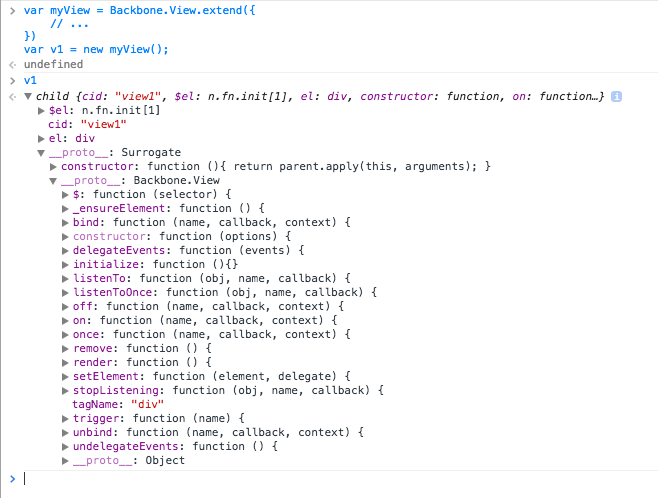 var myView = Backbone.View.extend({
// ...
})
var v1 = new myView();
undefined
v1
child {cid: "view1", $el: n.fn.init[1], el: div, constructor: function, on: function…} i
$el: n.fn.init[1]
cid: "view1"
el: div
__proto__: Surrogate
constructor: function (){ return parent.apply(this, arguments); }
__proto__: Backbone.View
$: function (selector) {
_ensureElement: function () {
bind: function (name, callback, context) {
constructor: function (options) {
delegateEvents: function (events) {
initialize: function (){}
listenTo: function (obj, name, callback) {
listenToOnce: function (obj, name, callback) {
off: function (name, callback, context) {
on: function (name, callback, context) {
once: function (name, callback, context) {
remove: function () {
render: function () {
setElement: function (element, delegate) {
stopListening: function (obj, name, callback) {
tagName: "div"
trigger: function (name) {
unbind: function (name, callback, context) {
undelegateEvents: function () {
__proto__: Object